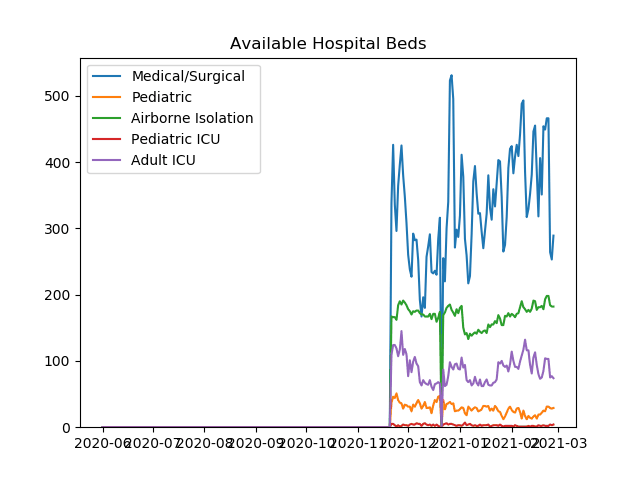 Available Hospital Beds
Medical/Surgical
Pediatric
Airborne Isolation
Pediatric ICU
Adult ICU
500
400
300
200
100
0
2020-06 2020-07 2020-08 2020-09 2020-10 2020-11 2020-12 2021-01 2021-02 2021-03